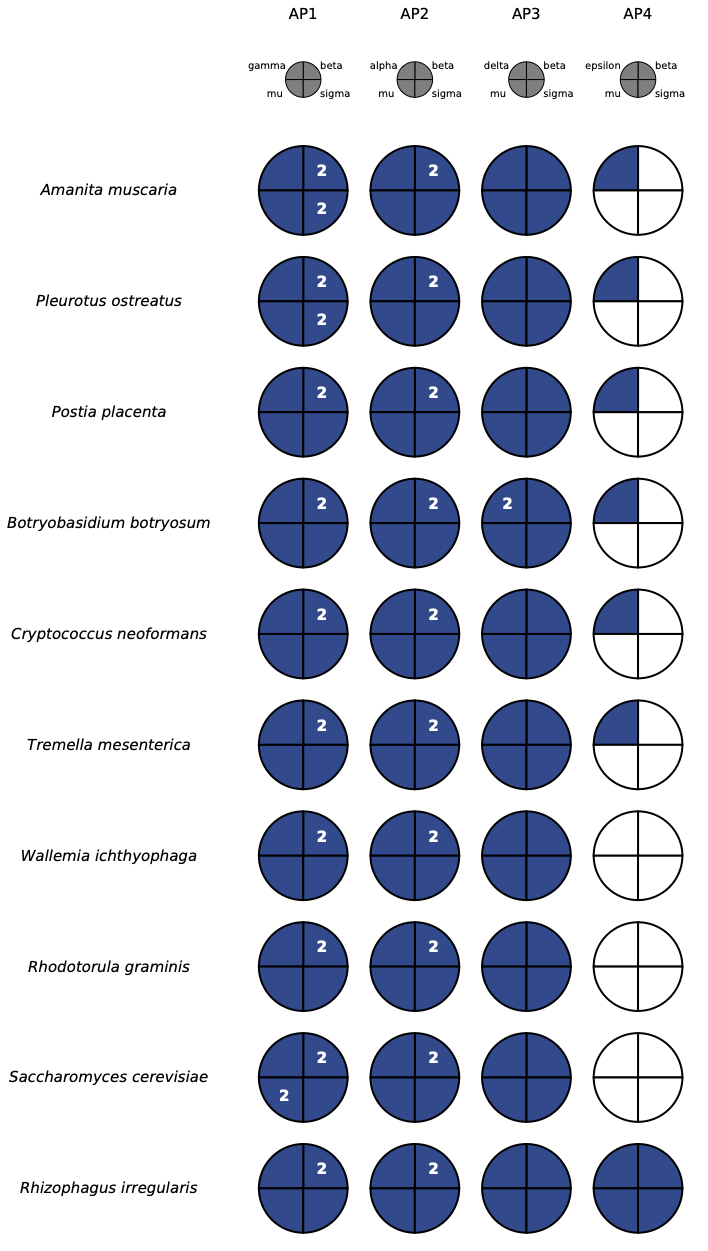 AP1 AP2 AP3 AP4
gamma beta alpha beta delta beta epsilon beta
mu sigma mu sigma mu sigma mu sigma
2 2
Amanita muscaria
2
2 2
Pleurotus ostreatus
2
2 2
Postia placenta
2 2 2
Botryobasidium botryosum
2 2
Cryptococcus neoformans
2 2
Tremella mesenterica
2 2
Wallemia ichthyophaga
2 2
Rhodotorula graminis
2 2
Saccharomyces cerevisiae
2
2 2
Rhizophagus irregularis